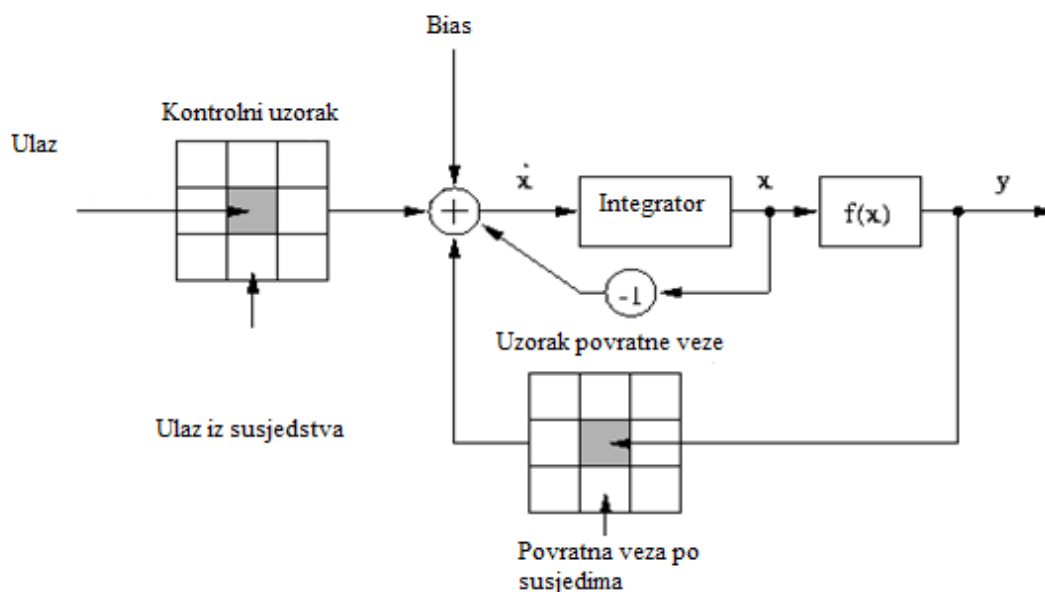 Bias
Kontrolni uzorak
Ulaz
ẋ
x
y
+
Integrator
f(x)
-1
Uzorak povratne veze
Ulaz iz susjedstva
Povratna veza po
susjedima